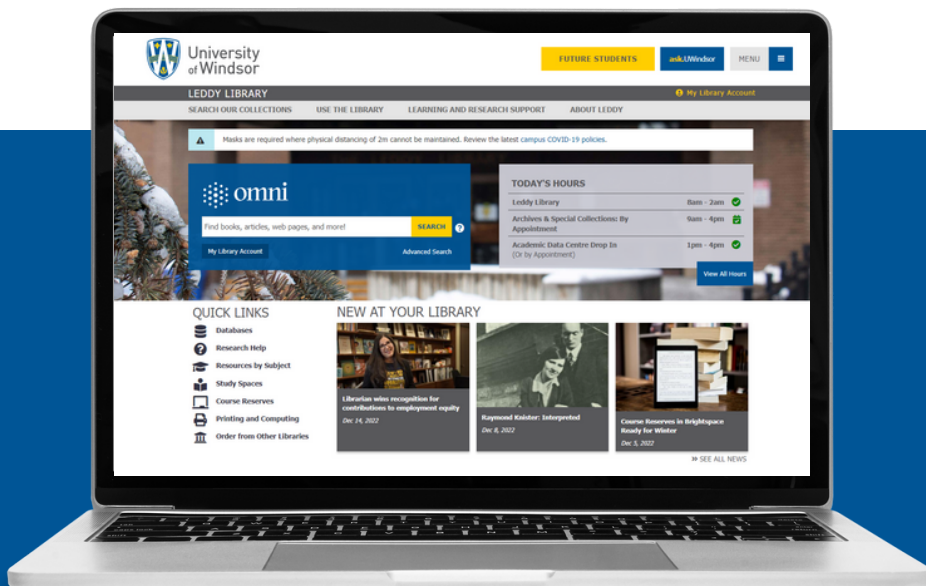 University
of Windsor
FUTURE STUDENTS
ask.UWindsor
MENU
LEDDY LIBRARY
My Library Account
SEARCH OUR COLLECTIONS
USE THE LIBRARY
LEARNING AND RESEARCH SUPPORT
ABOUT LEDDY
Masks are required where physical distancing of 2m cannot be maintained. Review the latest campus COVID-19 policies.
omni
Find books, articles, web pages, and more!
SEARCH
My Library Account
Advanced Search
TODAY'S HOURS
Leddy Library 8am - 2am
Archives & Special Collections: By 9am - 4pm
Appointment
Academic Data Centre Drop In 1pm - 4pm
(Or by Appointment)
View All Hours
QUICK LINKS
Databases
Research Help
Resources by Subject
Study Spaces
Course Reserves
Printing and Computing
Order from Other Libraries
NEW AT YOUR LIBRARY
Librarian wins recognition for
contributions to employment equity
Dec 14, 2022
Raymond Knister: Interpreted
Dec 8, 2022
Course Reserves in Brightspace
Ready for Winter
Dec 5, 2022
» SEE ALL NEWS